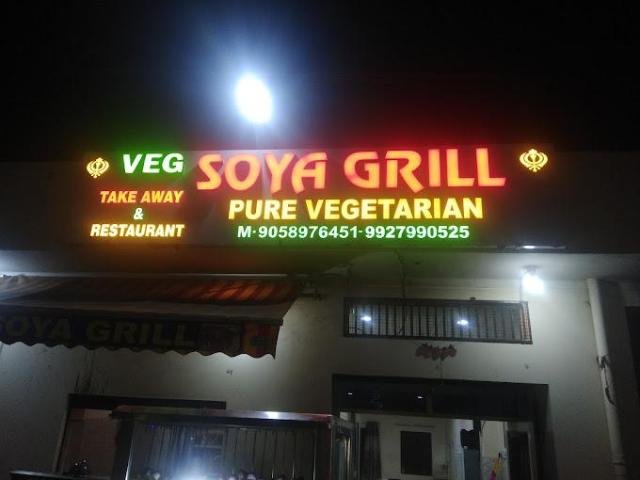 VEG
TAKE AWAY
&
RESTAURANT
SOYA GRILL
PURE VEGETARIAN
M-9058976451-9927990525
SOYA GRILL